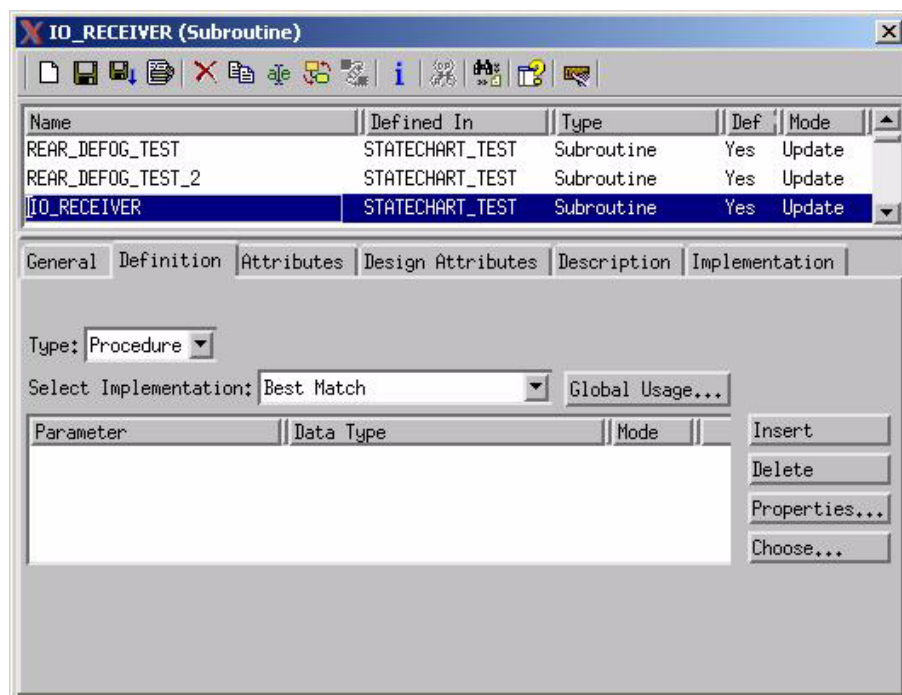 IO_RECEIVER (Subroutine)
Name Defined In Type Def Mode
REAR_DEFOG_TEST STATECHART_TEST Subroutine Yes Update
REAR_DEFOG_TEST_2 STATECHART_TEST Subroutine Yes Update
IO_RECEIVER STATECHART_TEST Subroutine Yes Update
General Definition Attributes Design Attributes Description Implementation
Type: Procedure
Select Implementation: Best Match Global Usage...
Parameter Data Type Mode Insert
Delete
Properties...
Choose...